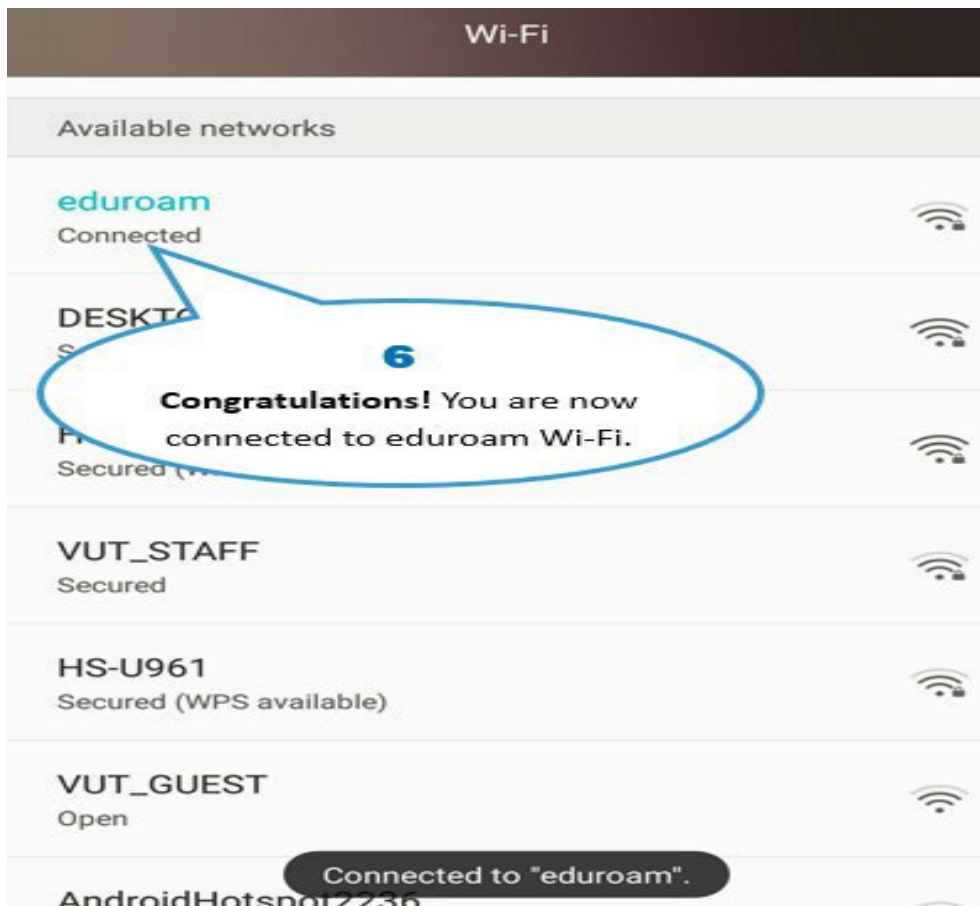 Wi-Fi
Available networks
eduroam
Connected
6
Congratulations! You are now
connected to eduroam Wi-Fi.
Secured
VUT_STAFF
Secured
HS-U961
Secured (WPS available)
VUT_GUEST
Open
Connected to "eduroam".
AndroidHotspot2236